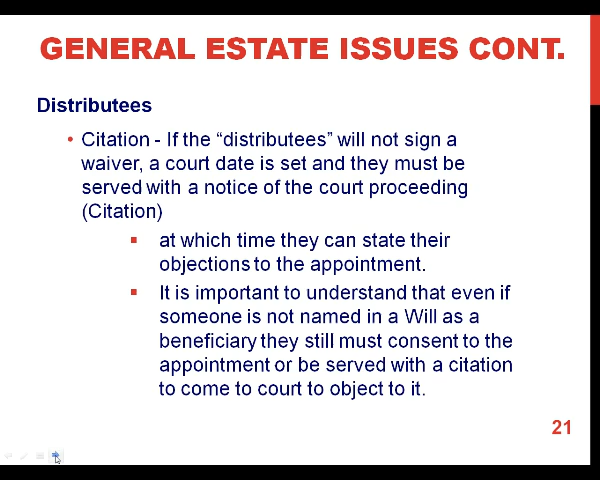 GENERAL ESTATE ISSUES CONT.
Distributees
• Citation - If the “distributees” will not sign a
waiver, a court date is set and they must be
served with a notice of the court proceeding
(Citation)
▪ at which time they can state their
objections to the appointment.
▪ It is important to understand that even if
someone is not named in a Will as a
beneficiary they still must consent to the
appointment or be served with a citation
to come to court to object to it.
21